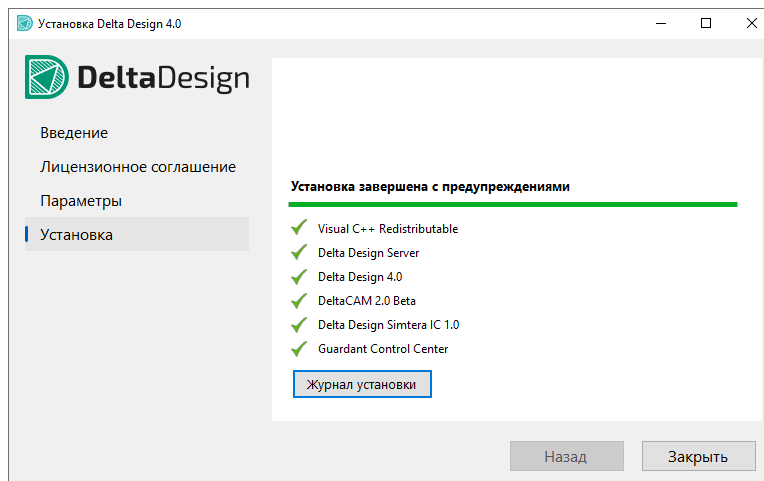 Установка Delta Design 4.0
DeltaDesign
Введение
Лицензионное соглашение
Параметры
Установка
Установка завершена с предупреждениями
Visual C++ Redistributable
Delta Design Server
Delta Design 4.0
DeltaCAM 2.0 Beta
Delta Design Simtera IC 1.0
Guardant Control Center
Журнал установки
Назад
Закрыть